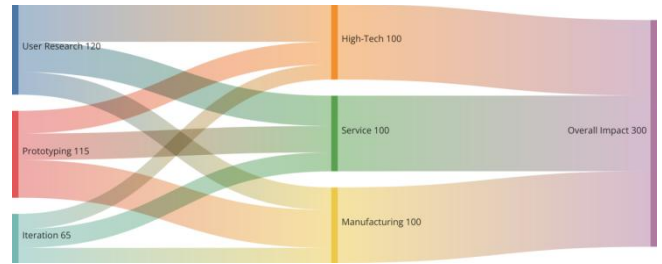 User Research 120
High-Tech 100
Service 100
Overall Impact 300
Prototyping 115
Manufacturing 100
Iteration 65